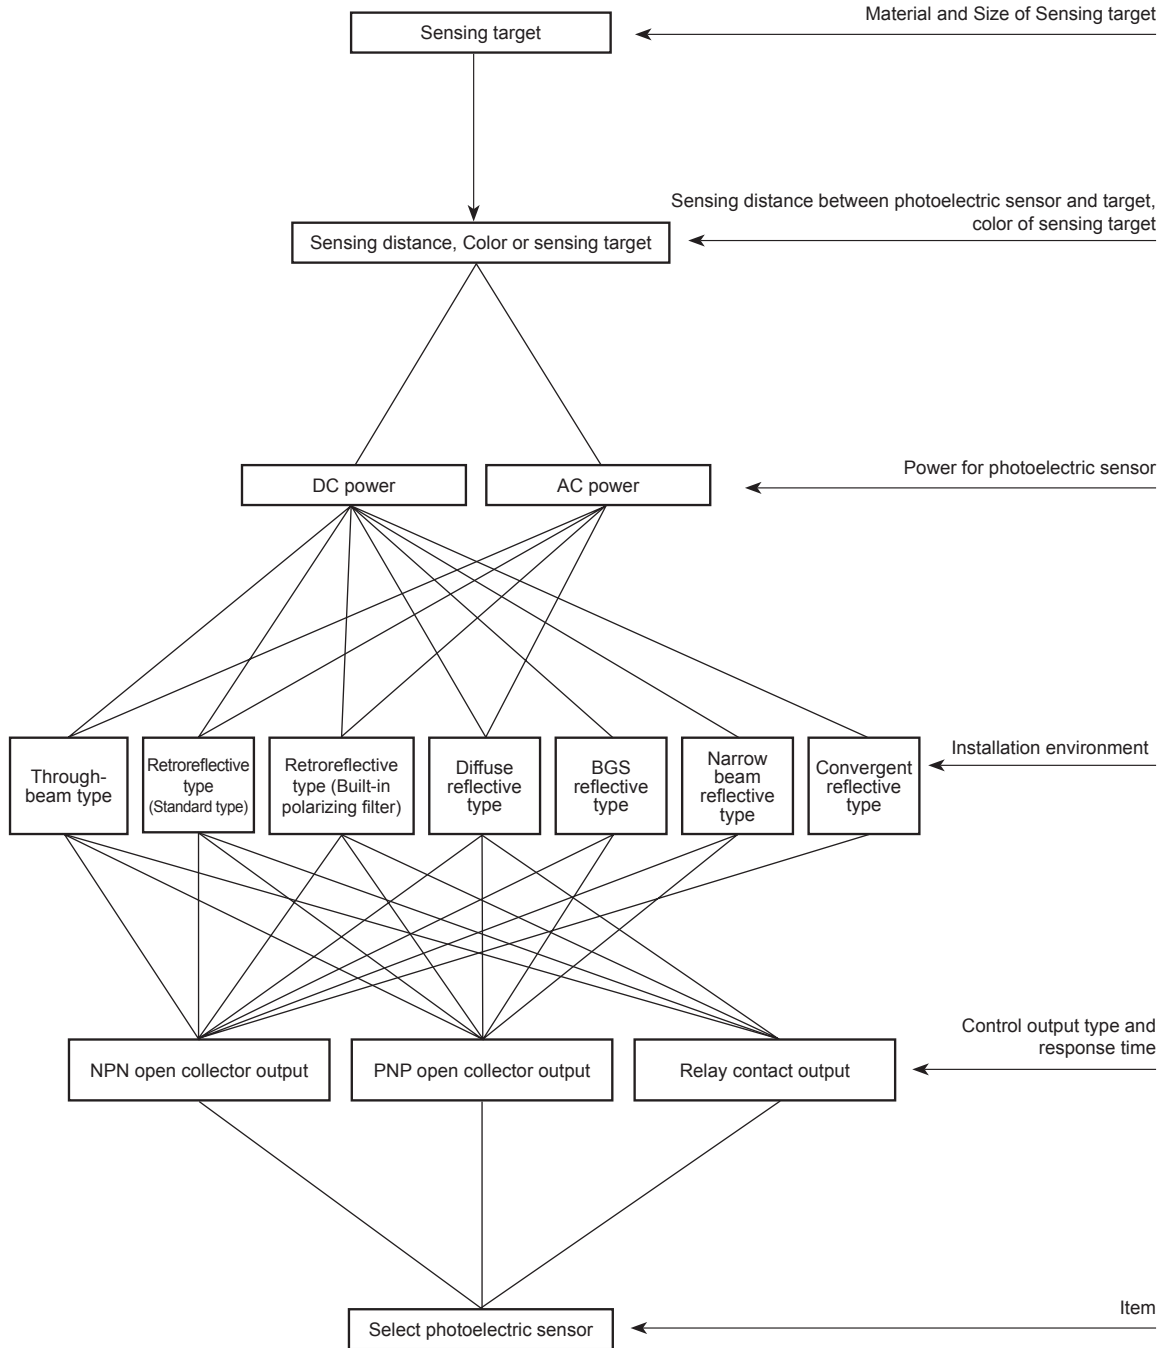 Material and Size of Sensing target
Sensing target
Sensing distance between photoelectric sensor and target,
color of sensing target
Sensing distance, Color or sensing target
Power for photoelectric sensor
DC power
AC power
Installation environment
Through-
beam type
Retroreflective
type
(Standard type)
Retroreflective
type (Built-in
polarizing filter)
Diffuse
reflective
type
BGS
reflective
type
Narrow
beam
reflective
type
Convergent
reflective
type
Control output type and
response time
NPN open collector output
PNP open collector output
Relay contact output
Item
Select photoelectric sensor